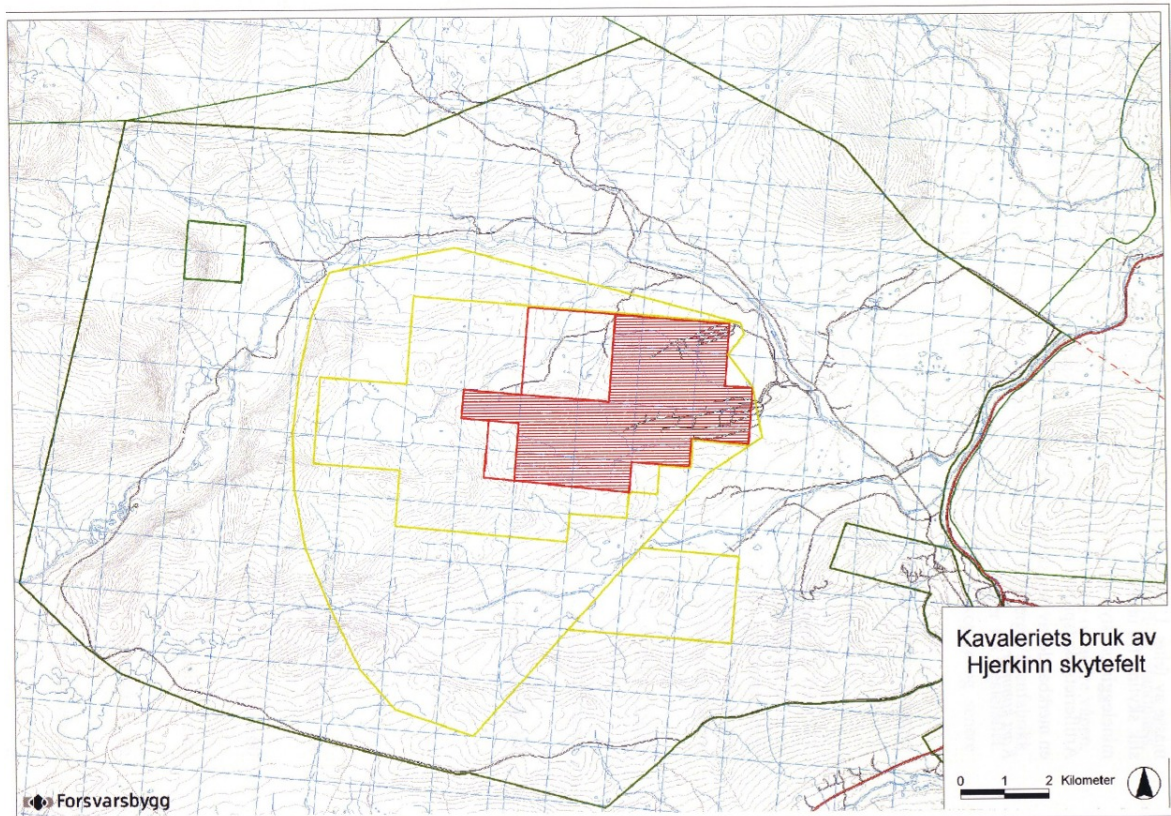 Kavaleriets bruk av
Hjerkinn skytefelt
0 1 2 Kilometer
Forsvarsbygg